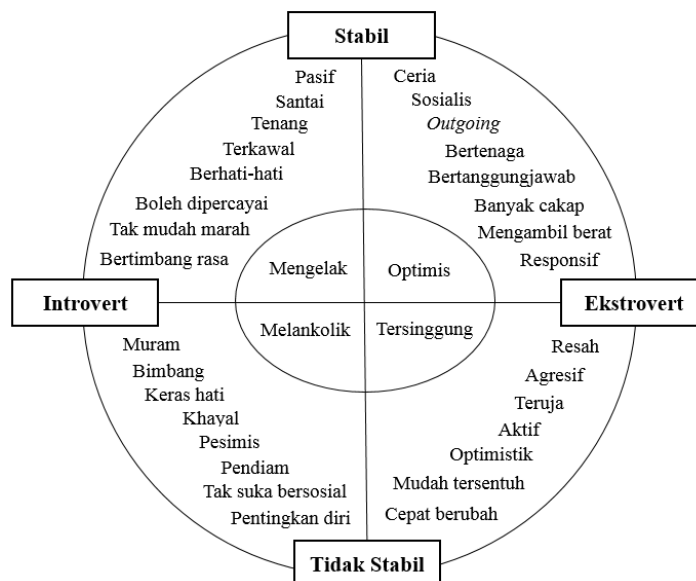 Stabil
Pasif
Santai
Tenang
Terkawal
Berhati-hati
Boleh dipercayai
Tak mudah marah
Bertimbang rasa
Ceria
Sosialis
Outgoing
Bertenaga
Bertanggungjawab
Banyak cakap
Mengambil berat
Responsif
Mengelak
Optimis
Introvert
Ekstrovert
Melankolik
Tersinggung
Muram
Bimbang
Keras hati
Khayal
Pesimis
Pendiam
Tak suka bersosial
Pentingkan diri
Resah
Agresif
Teruja
Aktif
Optimistik
Mudah tersentuh
Cepat berubah
Tidak Stabil